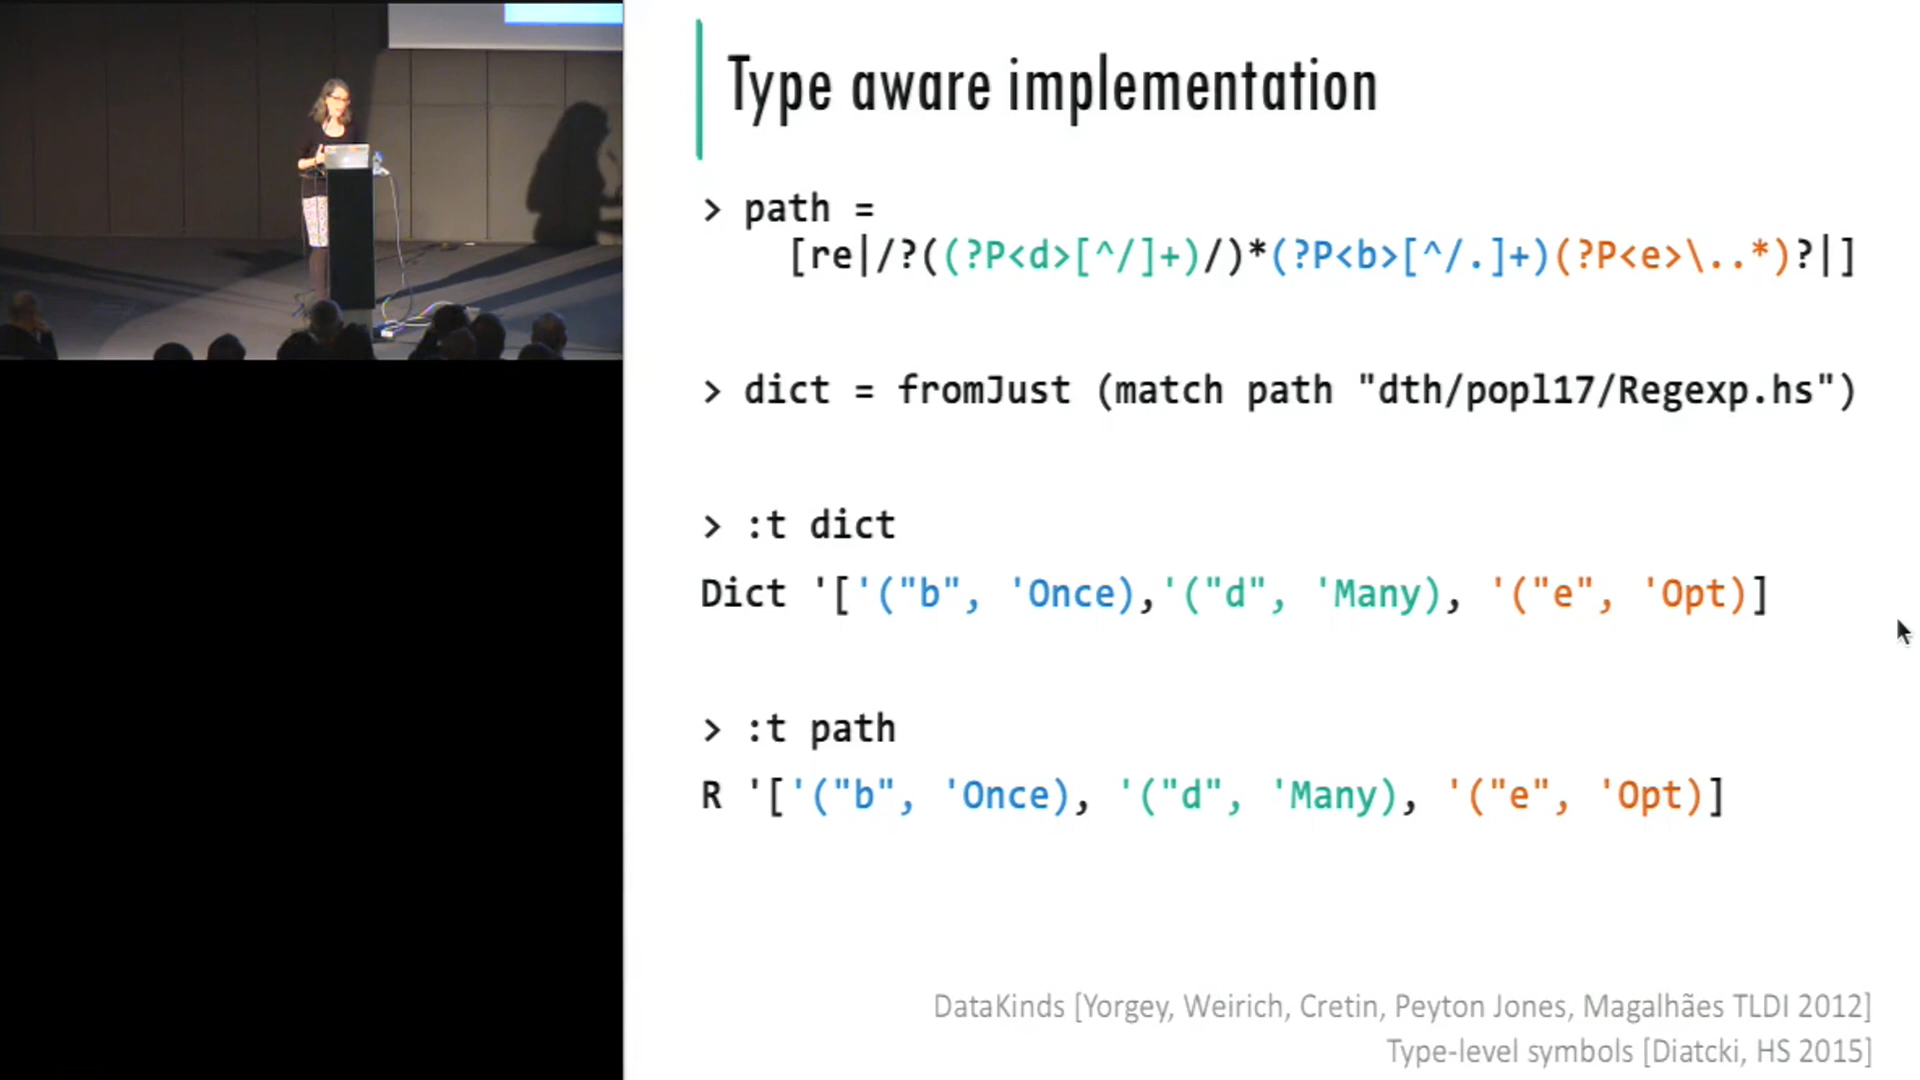 Type aware implementation
> path =
[re|/?((?P<d>[^/]+)/)*(?P<b>[^/.]+)(?P<e>\..*)?|]
> dict = fromJust (match path "dth/popl17/Regexp.hs")
> :t dict
Dict '['("b", 'Once),'("d", 'Many), '("e", 'Opt)]
> :t path
R '['("b", 'Once), '("d", 'Many), '("e", 'Opt)]
DataKinds [Yorgey, Weirich, Cretin, Peyton Jones, Magalhães TLDI 2012]
Type-level symbols [Diatcki, HS 2015]